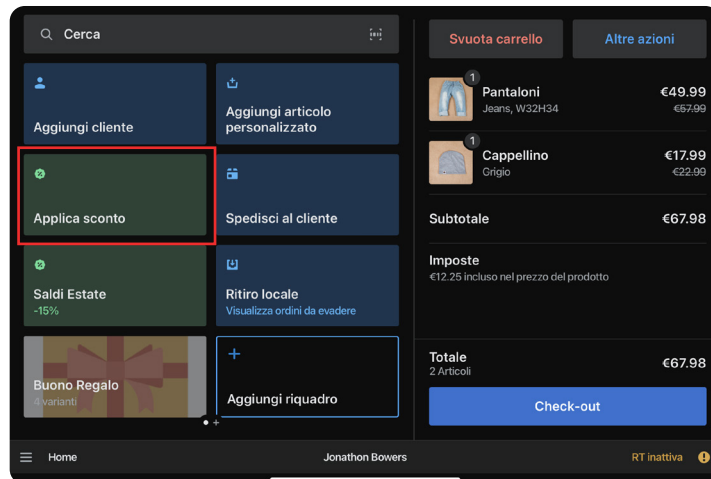 Cerca
Aggiungi cliente
Aggiungi articolo
personalizzato
Applica sconto
Spedisci al cliente
Saldi Estate
-15%
Ritiro locale
Visualizza ordini da evadere
Buono Regalo
4 varianti
Aggiungi riquadro
Svuota carrello
Altre azioni
1
Pantaloni
€49.99
Jeans, W32H34
€57.99
1
Cappellino
€17.99
Grigio
€22.99
Subtotale
€67.98
Imposte
€12.25 incluso nel prezzo del prodotto
Totale
€67.98
2 Articoli
Check-out
Home
Jonathon Bowers
RT inattiva